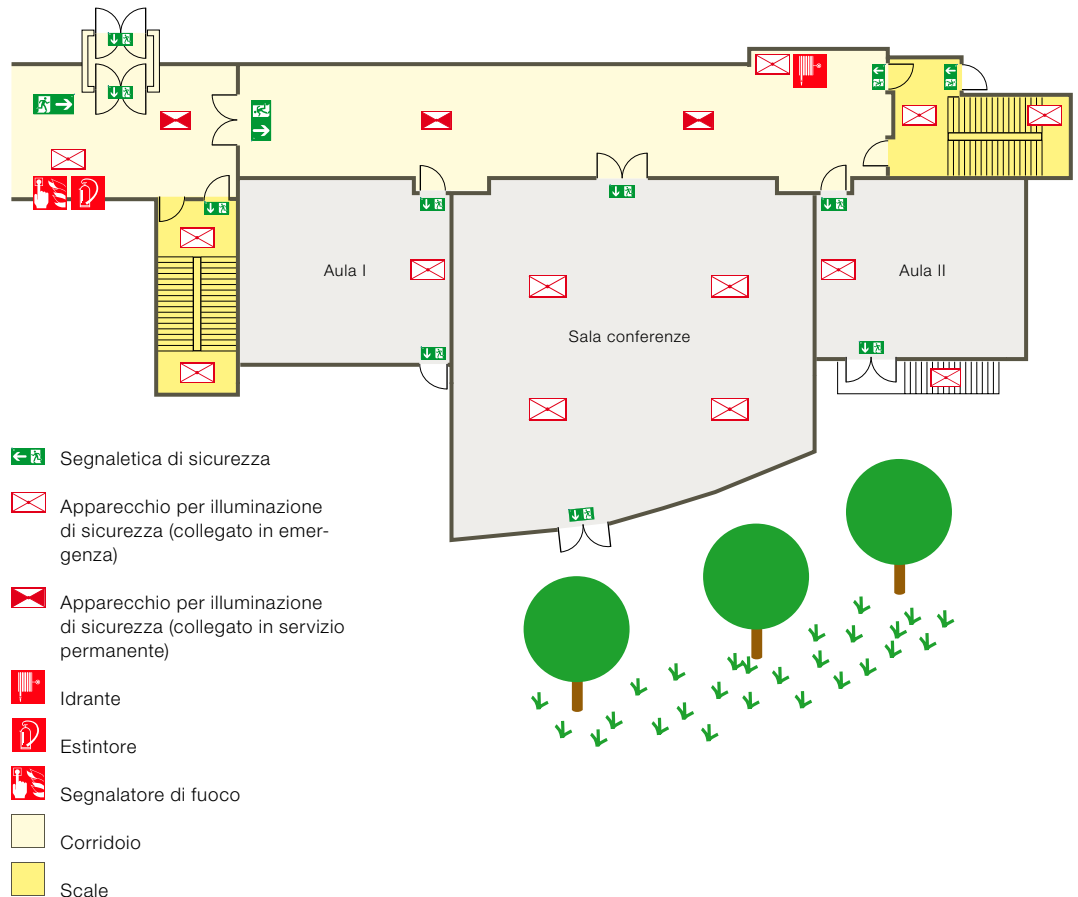 Aula I
Aula II
Sala conferenze
Segnaletica di sicurezza
Apparecchio per illuminazione
di sicurezza (collegato in emer-
genza)
Apparecchio per illuminazione
di sicurezza (collegato in servizio
permanente)
Idrante
Estintore
Segnalatore di fuoco
Corridoio
Scale